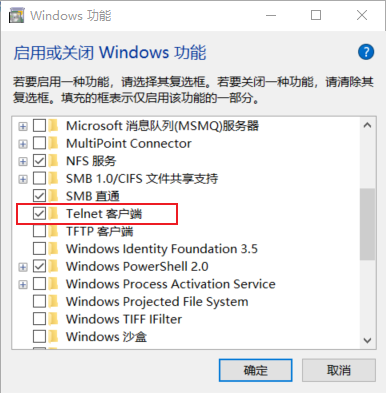 Windows 功能
启用或关闭 Windows 功能
若要启用一种功能，请选择其复选框。若要关闭一种功能，请清除其
复选框。填充的框表示仅启用该功能的一部分。
Microsoft 消息队列(MSMQ)服务器
MultiPoint Connector
NFS 服务
SMB 1.0/CIFS 文件共享支持
SMB 直通
Telnet 客户端
TFTP 客户端
Windows Identity Foundation 3.5
Windows PowerShell 2.0
Windows Process Activation Service
Windows Projected File System
Windows TIFF IFilter
Windows 沙盒
确定
取消